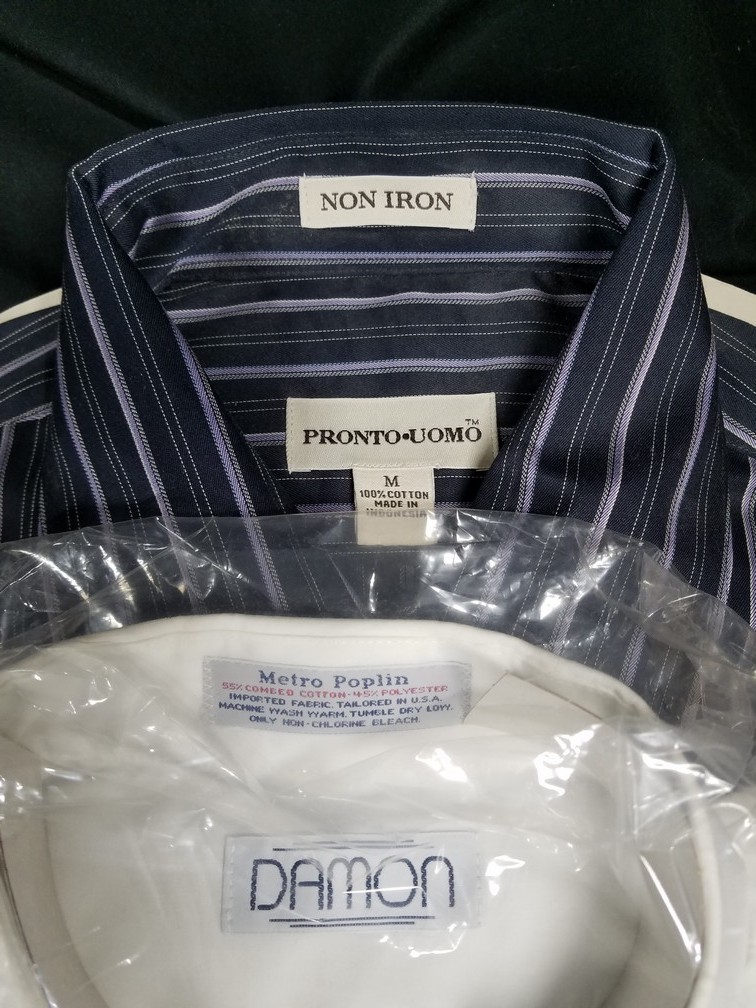 NON IRON
PRONTO•UOMO™
M
100% COTTON
MADE IN
INDONESIA
Metro Poplin
55% COMBED COTTON-45% POLYESTER
IMPORTED FABRIC. TAILORED IN U.S.A.
MACHINE WASH WARM. TUMBLE DRY LOW.
ONLY NON-CHLORINE BLEACH.
DAMON